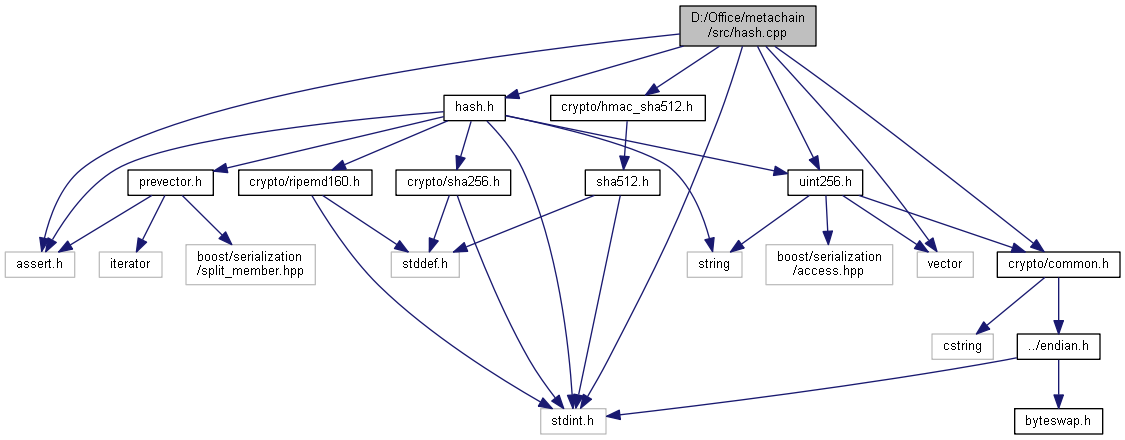 D:/Office/metachain
/src/hash.cpp
hash.h
crypto/hmac_sha512.h
prevector.h
crypto/ripemd160.h
crypto/sha256.h
sha512.h
uint256.h
assert.h
iterator
boost/serialization
/split_member.hpp
stddef.h
string
boost/serialization
/access.hpp
vector
crypto/common.h
cstring
../endian.h
stdint.h
byteswap.h